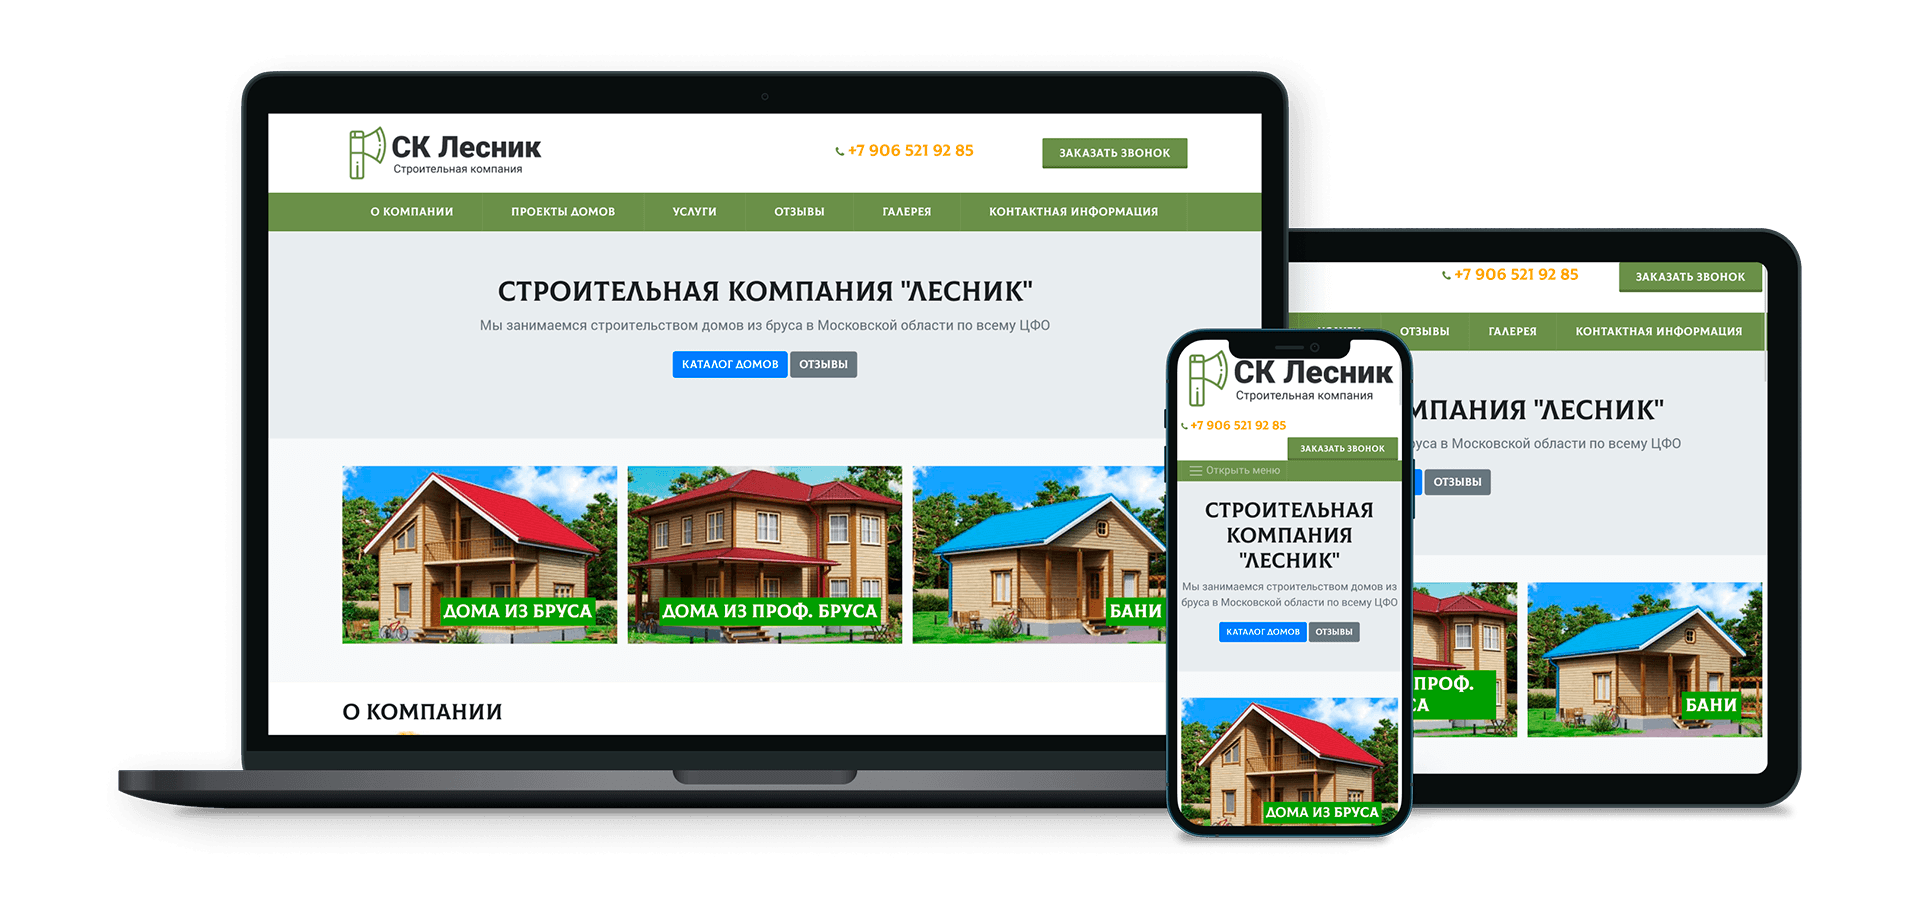 СК Лесник
Строительная компания
+7 906 521 92 85
ЗАКАЗАТЬ ЗВОНОК
О КОМПАНИИ
ПРОЕКТЫ ДОМОВ
УСЛУГИ
ОТЗЫВЫ
ГАЛЕРЕЯ
КОНТАКТНАЯ ИНФОРМАЦИЯ
СТРОИТЕЛЬНАЯ КОМПАНИЯ "ЛЕСНИК"
Мы занимаемся строительством домов из бруса в Московской области по всему ЦФО
КАТАЛОГ ДОМОВ
ОТЗЫВЫ
ДОМА ИЗ БРУСА
ДОМА ИЗ ПРОФ. БРУСА
БАНИ
О КОМПАНИИ
СК Лесник
Строительная компания
+7 906 521 92 85
ЗАКАЗАТЬ ЗВОНОК
Открыть меню
СТРОИТЕЛЬНАЯ
КОМПАНИЯ
"ЛЕСНИК"
Мы занимаемся строительством домов из
бруса в Московской области по всему ЦФО
КАТАЛОГ ДОМОВ
ОТЗЫВЫ
ДОМА ИЗ БРУСА
+7 906 521 92 85
ЗАКАЗАТЬ ЗВОНОК
ОТЗЫВЫ
ГАЛЕРЕЯ
КОНТАКТНАЯ ИНФОРМАЦИЯ
МПАНИЯ "ЛЕСНИК"
руса в Московской области по всему ЦФО
ОТЗЫВЫ
ПРОФ.
СА
БАНИ